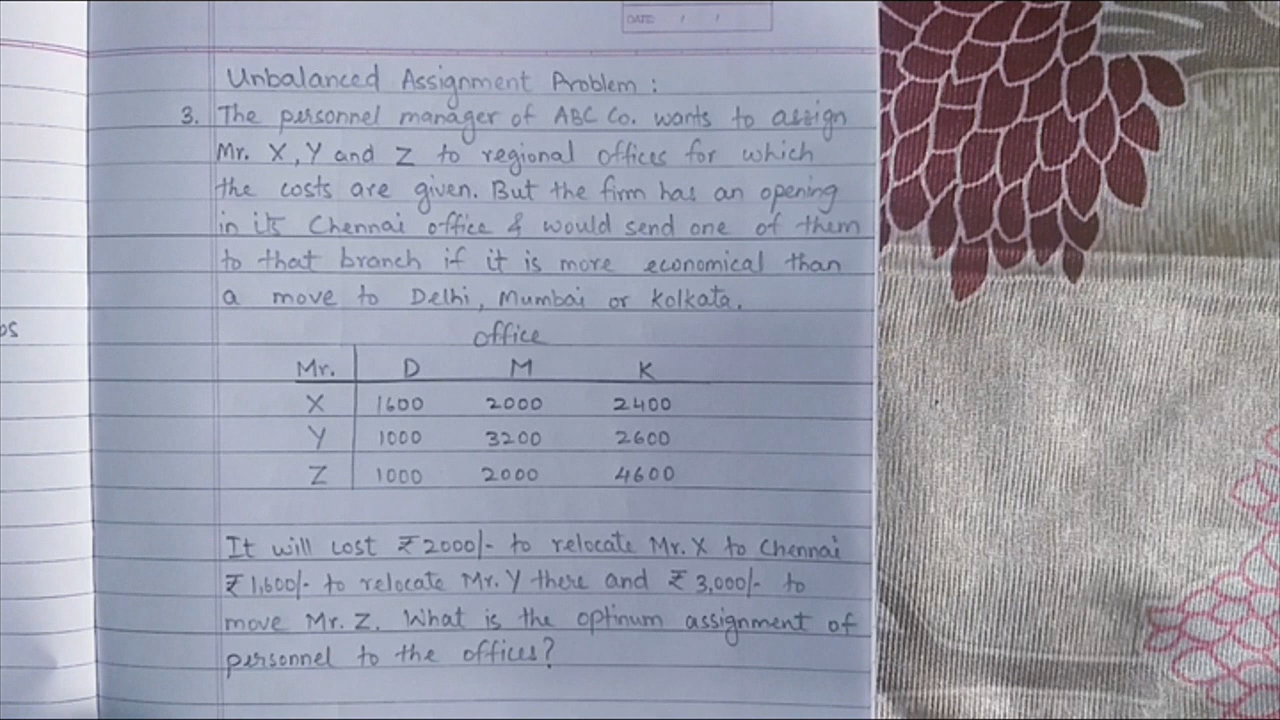 DATE: / /
Unbalanced Assignment Problem :
3. The personnel manager of ABC Co. wants to assign
Mr. X, Y and Z to regional offices for which
the costs are given. But the firm has an opening
in its Chennai office & would send one of them
to that branch if it is more economical than
a move to Delhi, Mumbai or Kolkata.
office
Mr. D M K
X 1600 2000 2400
Y 1000 3200 2600
Z 1000 2000 4600
It will cost ₹ 2000/- to relocate Mr. X to Chennai
₹ 1,600/- to relocate Mr. Y there and ₹ 3,000/- to
move Mr. Z. What is the optinum assignment of
personnel to the offices?